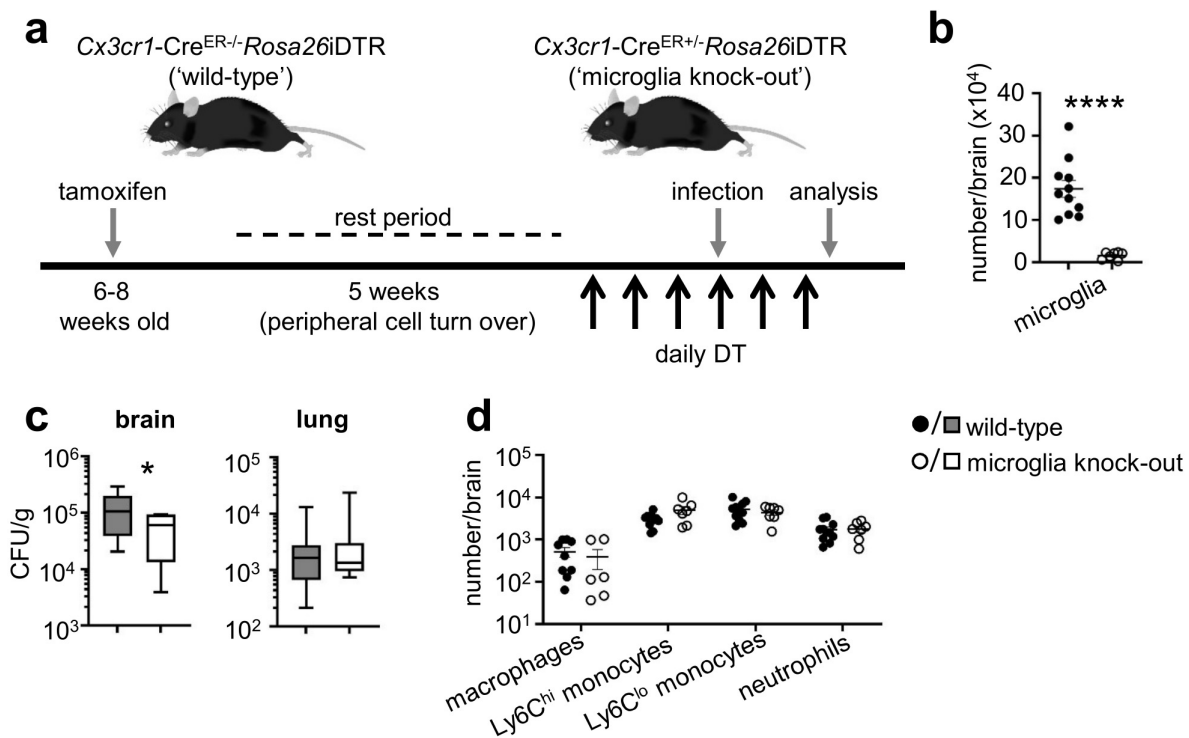 a
Cx3cr1-CreER-/-Rosa26iDTR
(‘wild-type’)
Cx3cr1-CreER+/-Rosa26iDTR
(‘microglia knock-out’)
tamoxifen
rest period
infection
analysis
6-8
weeks old
5 weeks
(peripheral cell turn over)
daily DT
b
number/brain (x10⁴)
40
30
20
10
0
****
microglia
c
brain
lung
CFU/g
10⁶
10⁵
10⁴
10³
*
10⁵
10⁴
10³
10²
d
number/brain
10⁵
10⁴
10³
10²
10¹
macrophages
Ly6Chi monocytes
Ly6Clo monocytes
neutrophils
/ wild-type
/ microglia knock-out